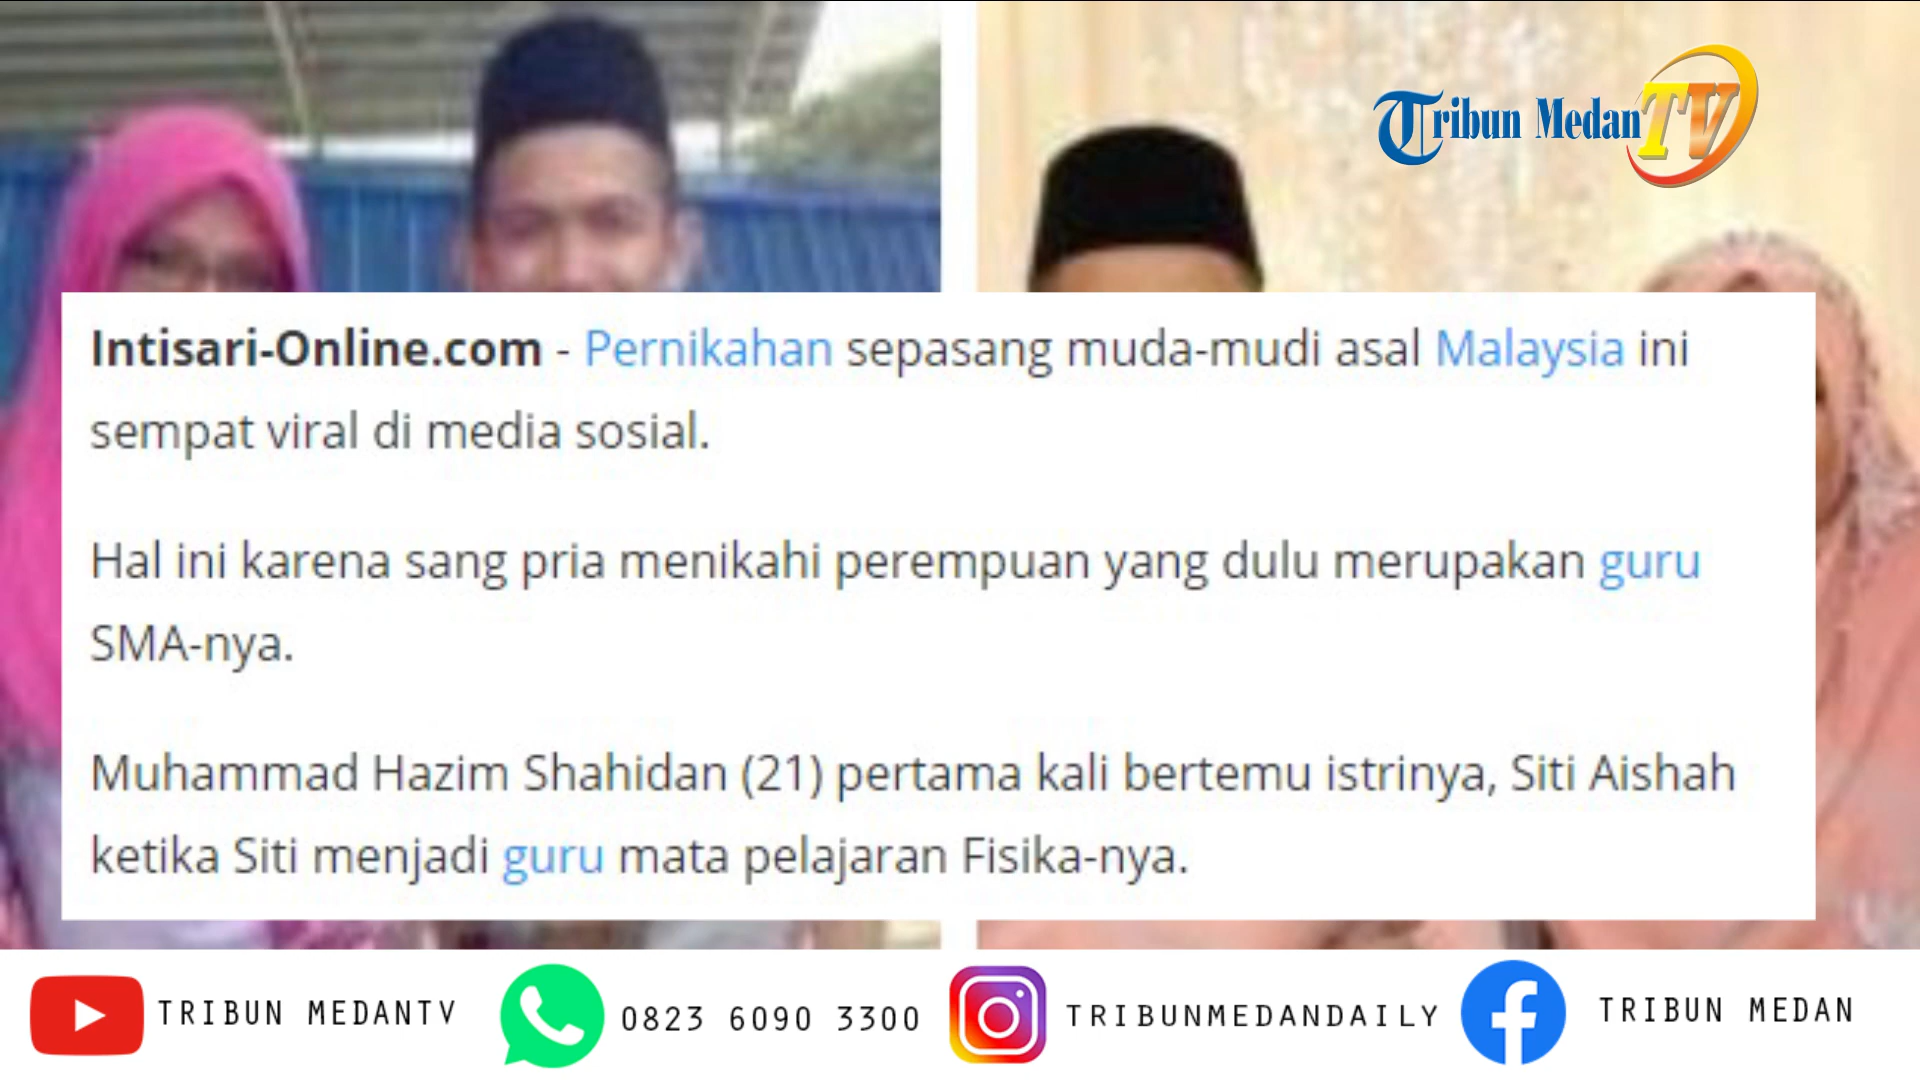 Tribun Medan TV
Intisari-Online.com - Pernikahan sepasang muda-mudi asal Malaysia ini
sempat viral di media sosial.
Hal ini karena sang pria menikahi perempuan yang dulu merupakan guru
SMA-nya.
Muhammad Hazim Shahidan (21) pertama kali bertemu istrinya, Siti Aishah
ketika Siti menjadi guru mata pelajaran Fisika-nya.
TRIBUN MEDANTV 0823 6090 3300 TRIBUNMEDANDAILY TRIBUN MEDAN